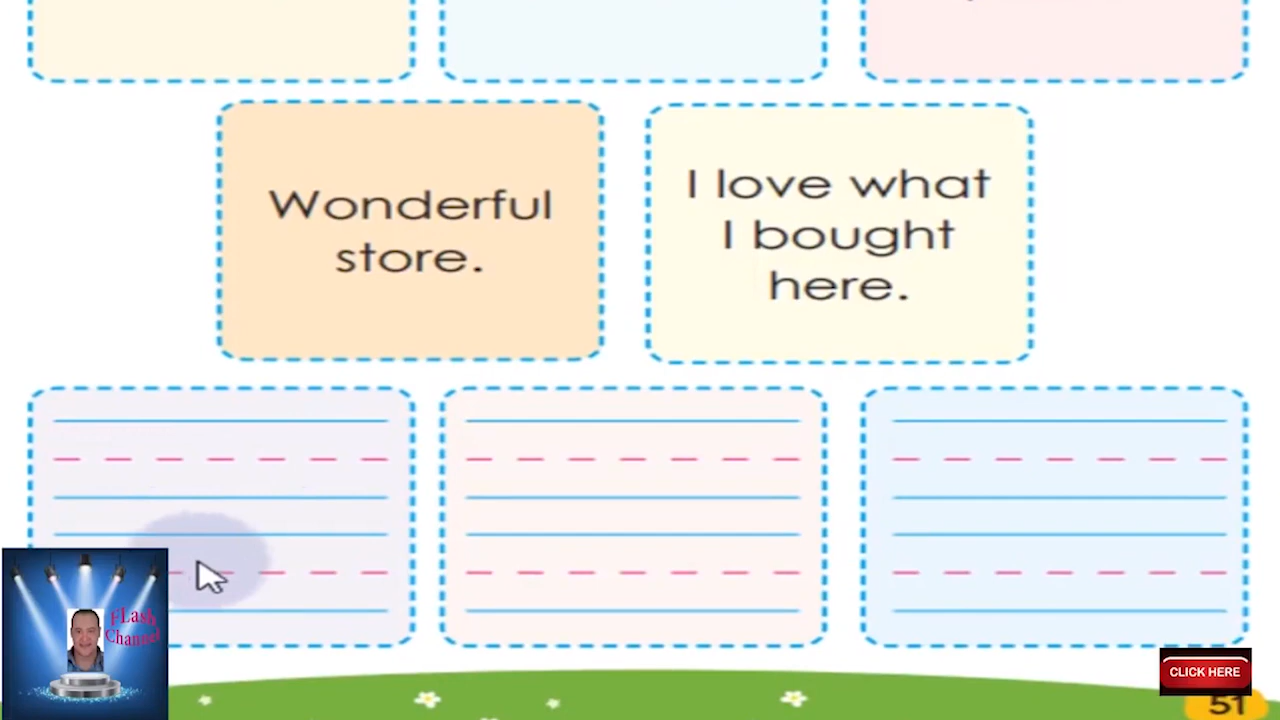 Wonderful
store.
I love what
I bought
here.
FLash
Channel
CLICK HERE
51